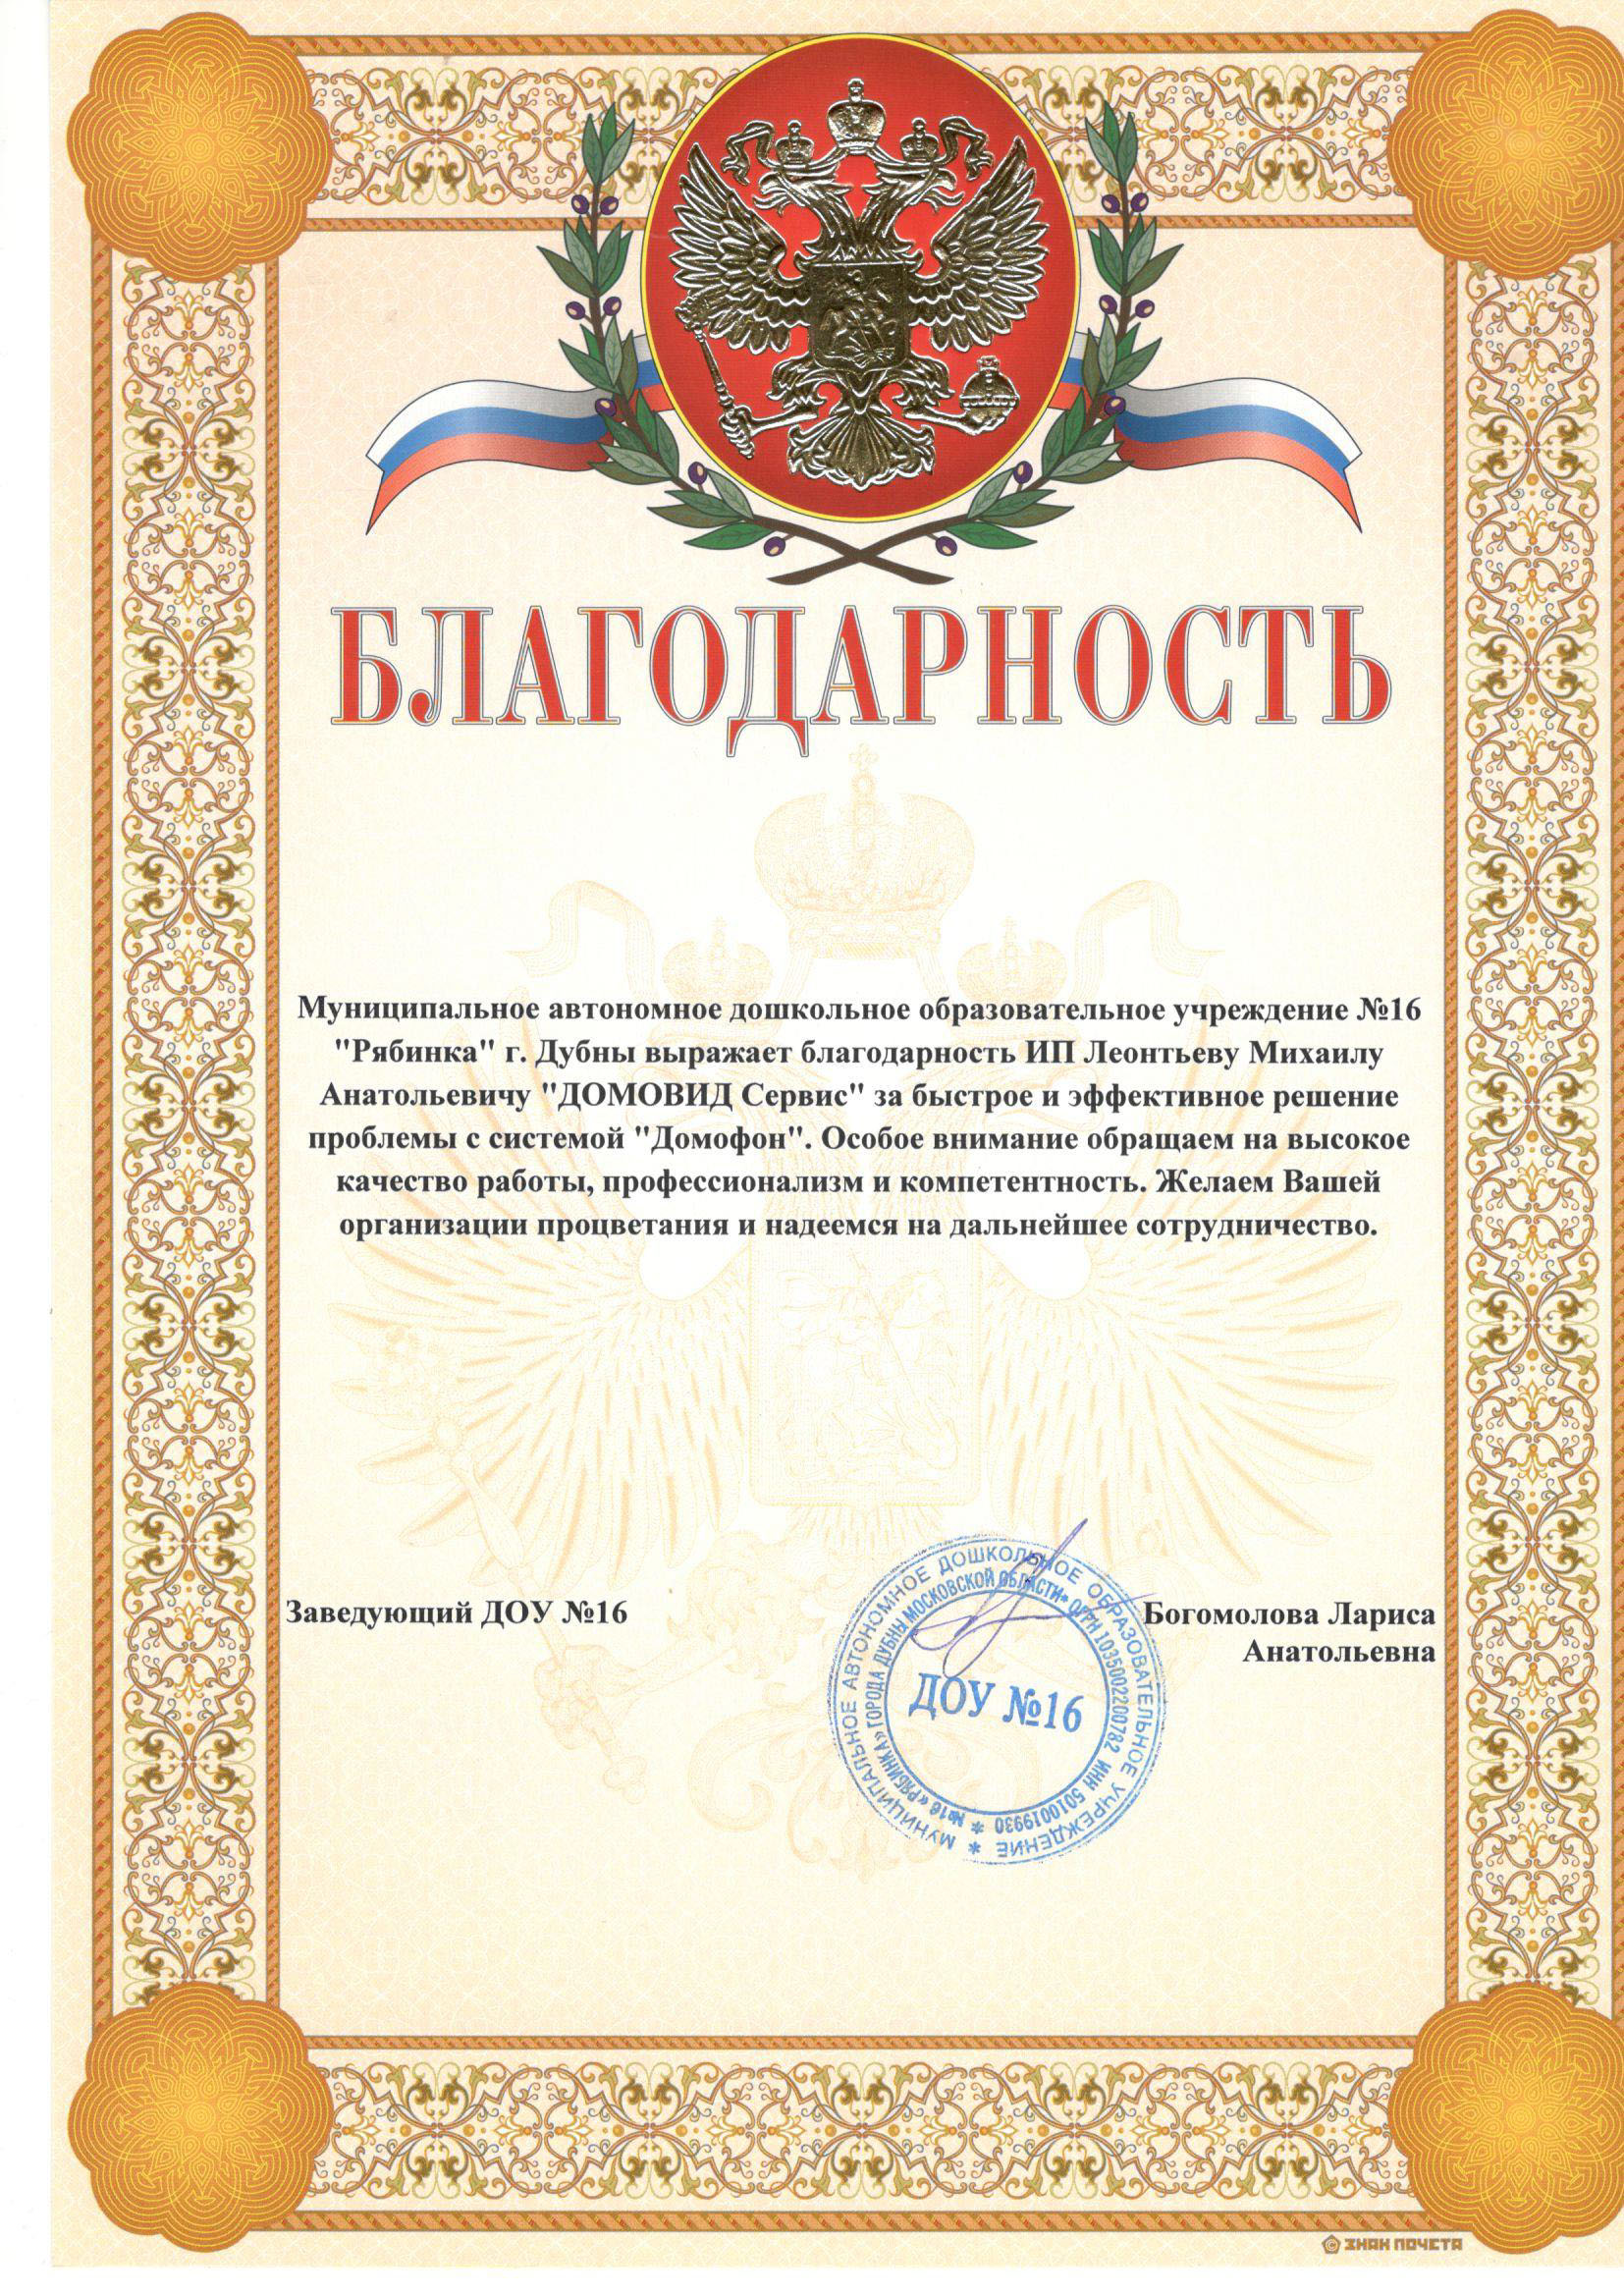 БЛАГОДАРНОСТЬ
Муниципальное автономное дошкольное образовательное учреждение №16
"Рябинка" г. Дубны выражает благодарность ИП Леонтьеву Михаилу
Анатольевичу "ДОМОВИД Сервис" за быстрое и эффективное решение
проблемы с системой "Домофон". Особое внимание обращаем на высокое
качество работы, профессионализм и компетентность. Желаем Вашей
организации процветания и надеемся на дальнейшее сотрудничество.
Заведующий ДОУ №16
Богомолова Лариса
Анатольевна
* МУНИЦИПАЛЬНОЕ АВТОНОМНОЕ ДОШКОЛЬНОЕ ОБРАЗОВАТЕЛЬНОЕ УЧРЕЖДЕНИЕ
* №16 «РЯБИНКА» ГОРОДА ДУБНЫ МОСКОВСКОЙ ОБЛАСТИ* ОГРН 1035002200782 ИНН 5010019930
ДОУ №16
© ЗНАК ПОЧЕТА